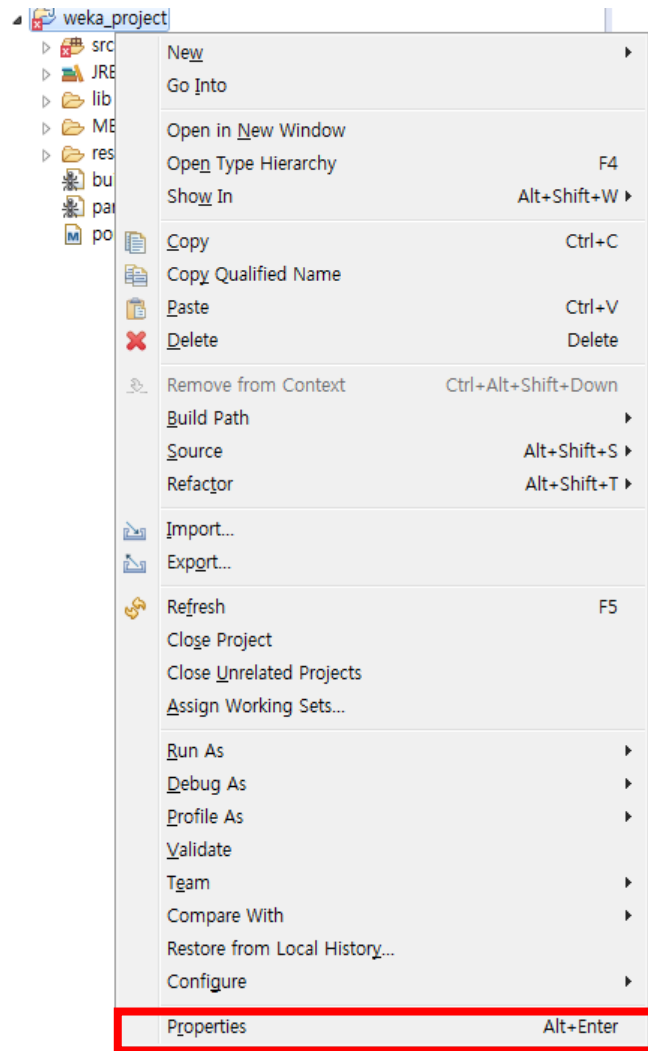 weka_project
src
JRE
lib
ME
res
bu
par
po
New
Go Into
Open in New Window
Open Type Hierarchy F4
Show In Alt+Shift+W
Copy Ctrl+C
Copy Qualified Name
Paste Ctrl+V
Delete Delete
Remove from Context Ctrl+Alt+Shift+Down
Build Path
Source Alt+Shift+S
Refactor Alt+Shift+T
Import...
Export...
Refresh F5
Close Project
Close Unrelated Projects
Assign Working Sets...
Run As
Debug As
Profile As
Validate
Team
Compare With
Restore from Local History...
Configure
Properties Alt+Enter